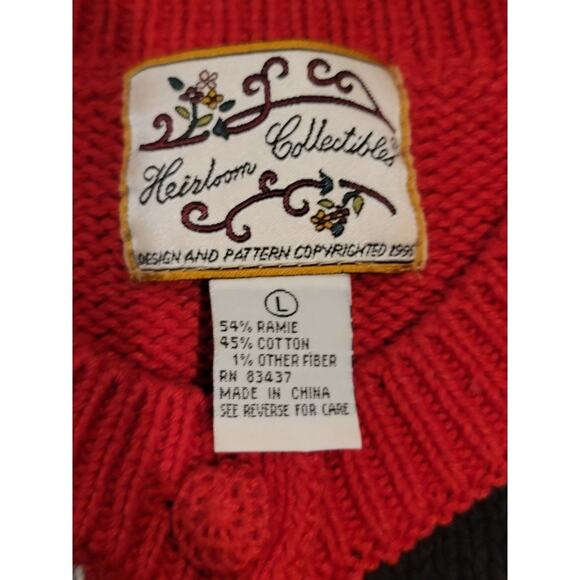 Heirloom Collectibles
DESIGN AND PATTERN COPYRIGHTED 1995
L
54% RAMIE
45% COTTON
1% OTHER FIBER
RN 83437
MADE IN CHINA
SEE REVERSE FOR CARE